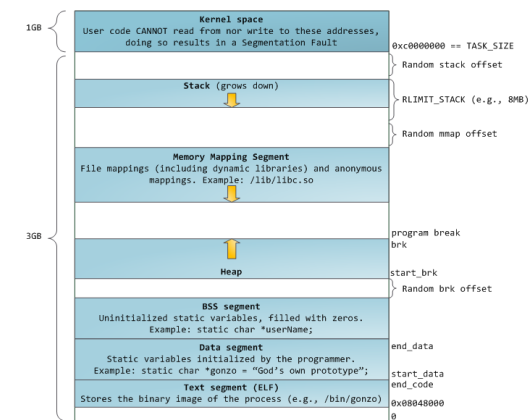 Kernel space
1GB
User code CANNOT read from nor write to these addresses,
doing so results in a Segmentation Fault
0xc0000000 == TASK_SIZE
Random stack offset
Stack (grows down)
RLIMIT_STACK (e.g., 8MB)
Random mmap offset
Memory Mapping Segment
File mappings (including dynamic libraries) and anonymous
mappings. Example: /lib/libc.so
3GB
program break
brk
Heap
start_brk
Random brk offset
BSS segment
Uninitialized static variables, filled with zeros.
Example: static char *userName;
Data segment
Static variables initialized by the programmer.
Example: static char *gonzo = “God’s own prototype”;
end_data
start_data
end_code
Text segment (ELF)
Stores the binary image of the process (e.g., /bin/gonzo)
0x08048000
0